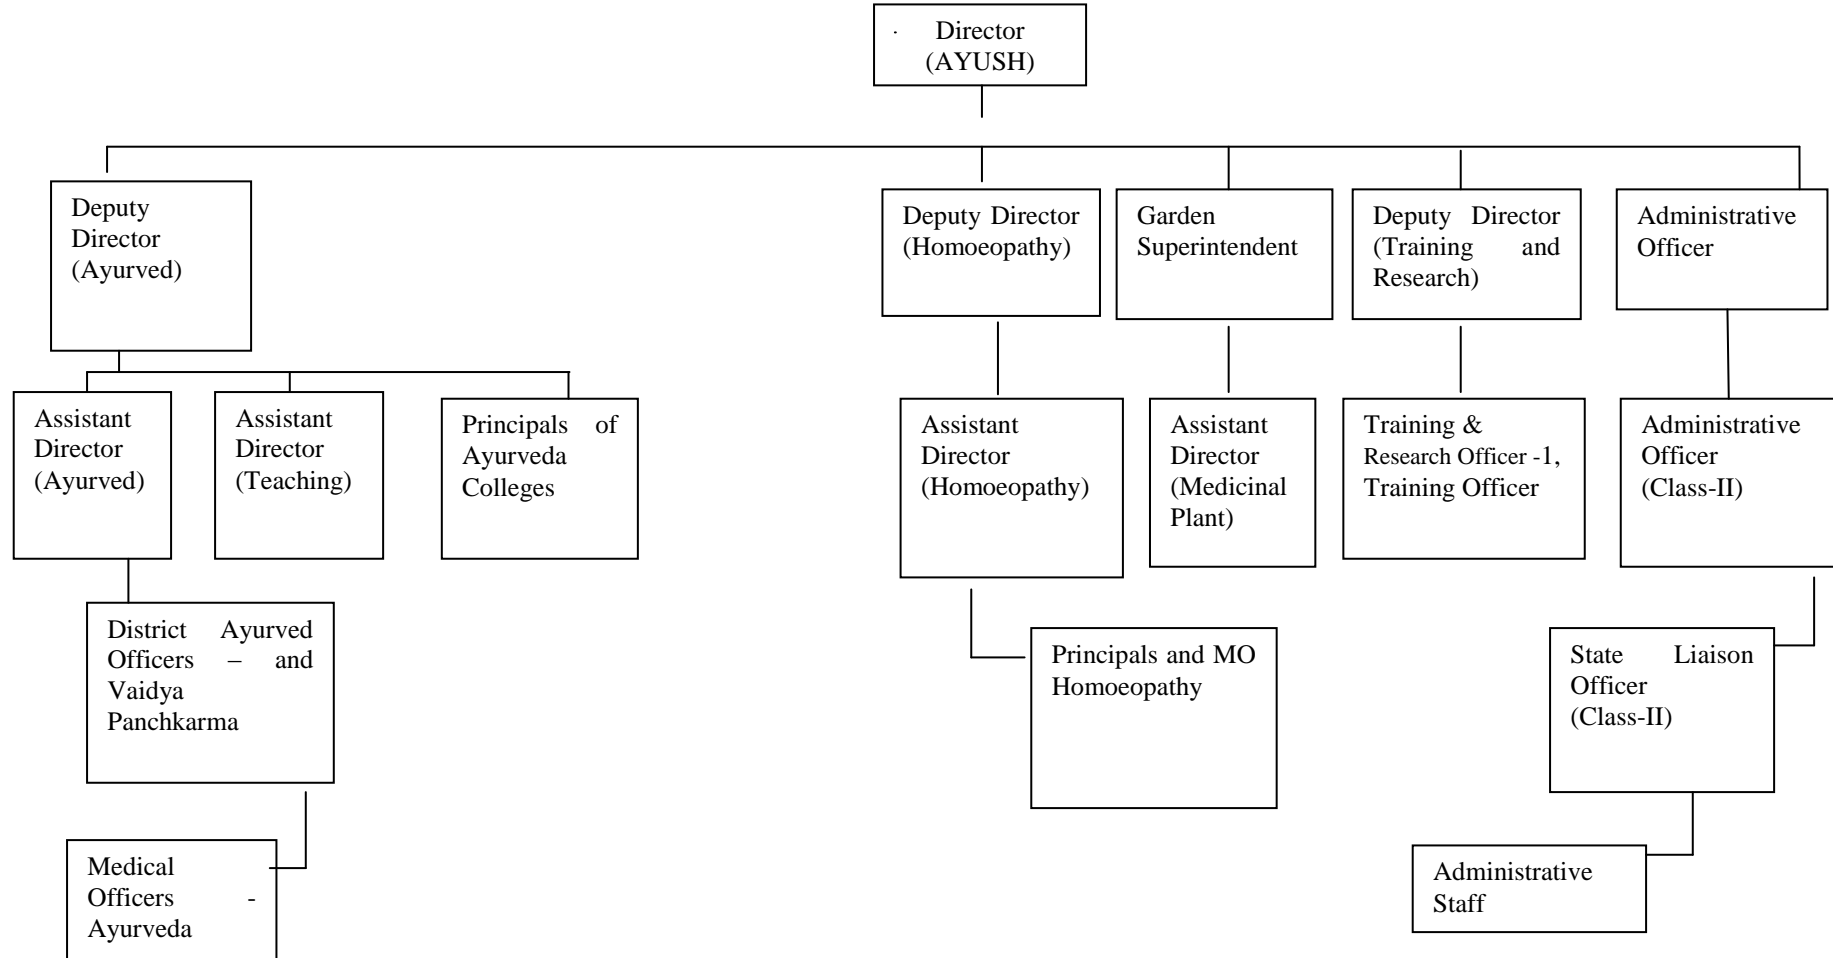 Director
(AYUSH)
Deputy
Director
(Ayurved)
Deputy Director
(Homoeopathy)
Garden
Superintendent
Deputy Director
(Training and
Research)
Administrative
Officer
Assistant
Director
(Ayurved)
Assistant
Director
(Teaching)
Principals of
Ayurveda
Colleges
Assistant
Director
(Homoeopathy)
Assistant
Director
(Medicinal
Plant)
Training &
Research Officer -1,
Training Officer
Administrative
Officer
(Class-II)
District Ayurved
Officers – and
Vaidya
Panchkarma
Principals and MO
Homoeopathy
State Liaison
Officer
(Class-II)
Medical
Officers -
Ayurveda
Administrative
Staff